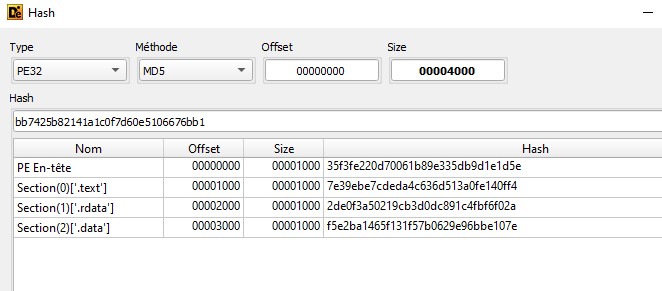 Hash
Type Méthode Offset Size
PE32 MD5 00000000 00004000
Hash
bb7425b82141a1c0f7d60e5106676bb1
Nom Offset Size Hash
PE En-tête 00000000 00001000 35f3fe220d70061b89e335db9d1e1d5e
Section(0)['.text'] 00001000 00001000 7e39ebe7cdeda4c636d513a0fe140ff4
Section(1)['.rdata'] 00002000 00001000 2de0f3a50219cb3d0dc891c4fbf6f02a
Section(2)['.data'] 00003000 00001000 f5e2ba1465f131f57b0629e96bbe107e